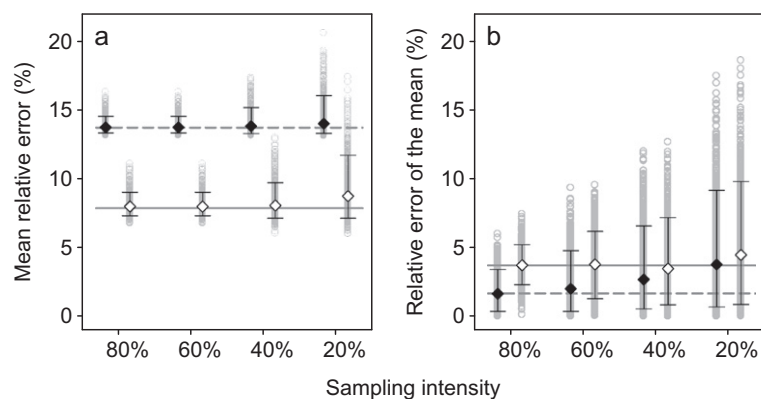 a
b
Mean relative error (%)
20
15
10
5
0
80% 60% 40% 20%
Relative error of the mean (%)
20
15
10
5
0
80% 60% 40% 20%
Sampling intensity